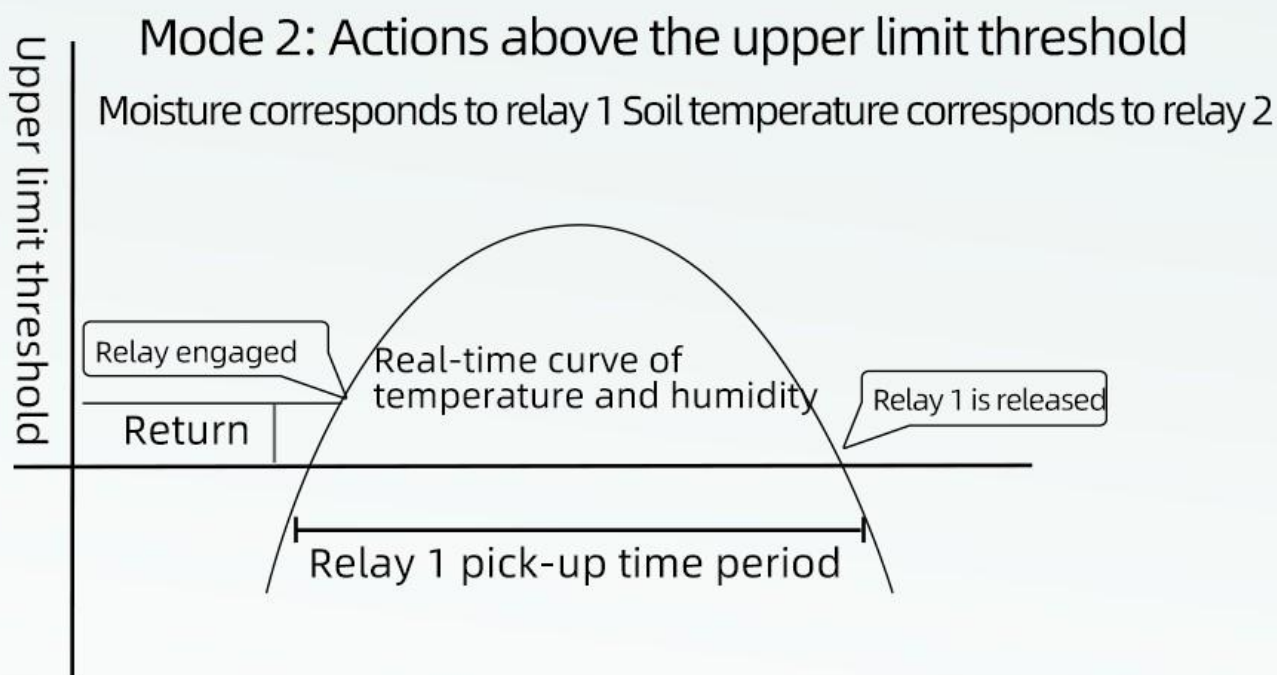 Mode 2: Actions above the upper limit threshold
Moisture corresponds to relay 1 Soil temperature corresponds to relay 2
Upper limit threshold
Relay engaged
Real-time curve of
temperature and humidity
Relay 1 is released
Return
Relay 1 pick-up time period